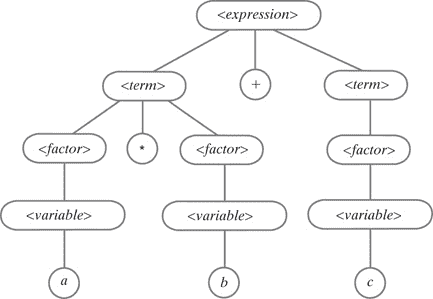 <expression>
<term> + <term>
<factor> * <factor> <factor>
<variable> <variable> <variable>
a b c